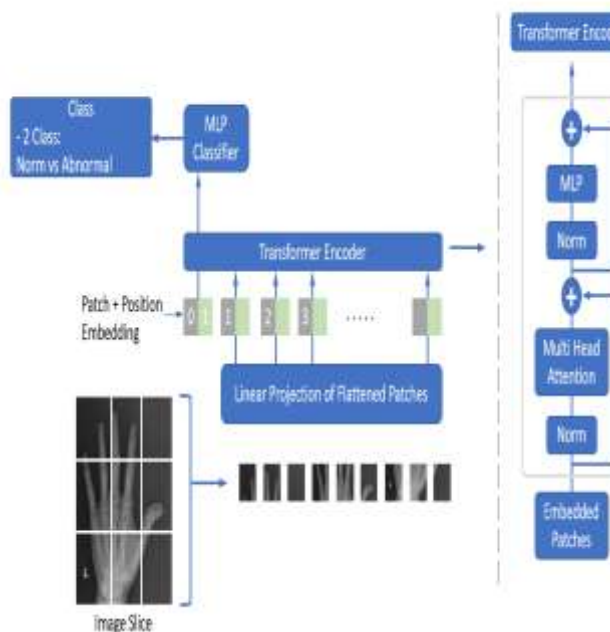 Class
- 2 Class:
Norm vs Abnormal
MLP
Classifier
Transformer Encoder
Patch + Position
Embedding
0 1 2 3 .....
Linear Projection of Flattened Patches
Image Slice
Transformer Encod
+
MLP
Norm
+
Multi Head
Attention
Norm
Embedded
Patches